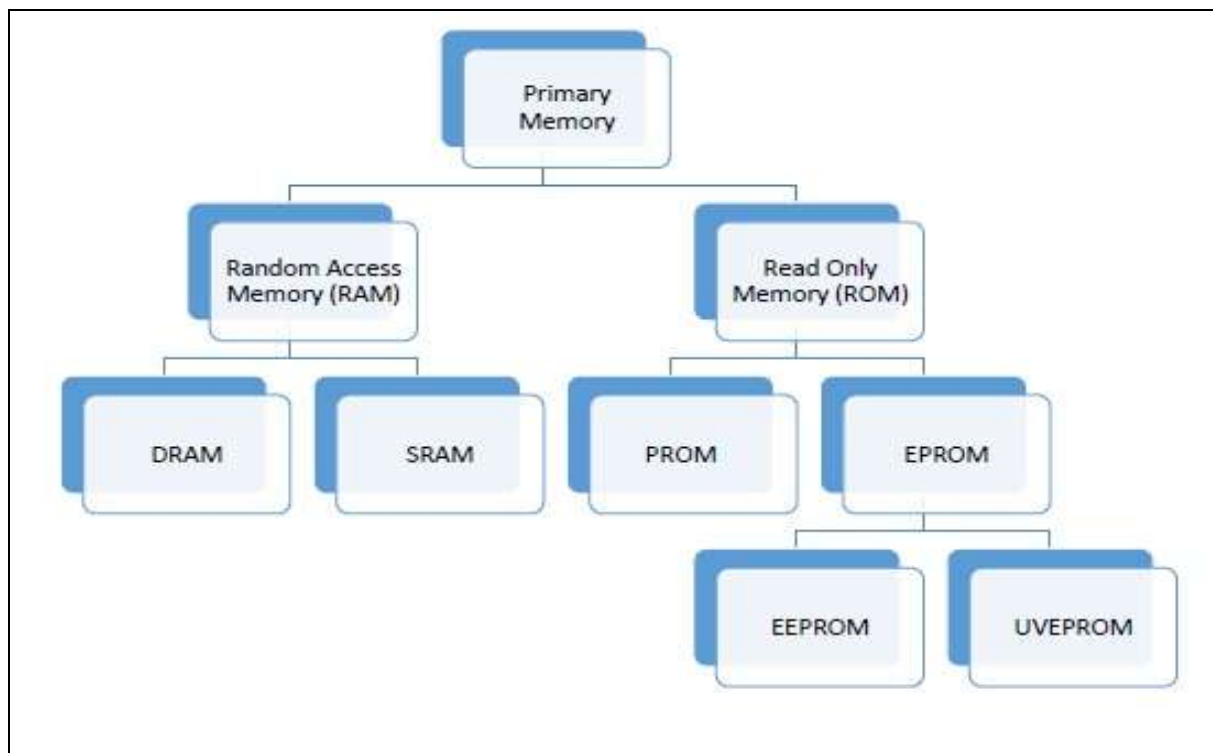 Primary
Memory
Random Access
Memory (RAM)
Read Only
Memory (ROM)
DRAM
SRAM
PROM
EPROM
EEPROM
UVEPROM